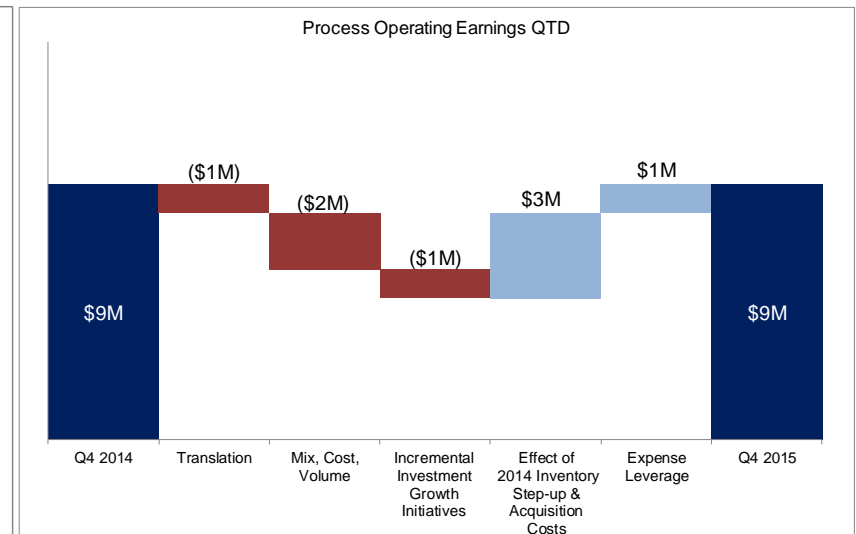 Process Operating Earnings QTD
($1M)
($2M)
($1M)
$3M
$1M
$9M
$9M
Q4 2014
Translation
Mix, Cost,
Volume
Incremental
Investment
Growth
Initiatives
Effect of
2014 Inventory
Step-up &
Acquisition
Costs
Expense
Leverage
Q4 2015